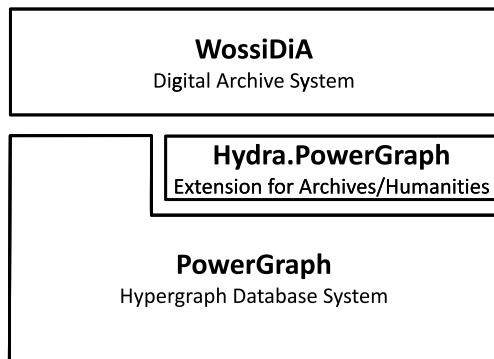 WossiDiA
Digital Archive System
Hydra.PowerGraph
Extension for Archives/Humanities
PowerGraph
Hypergraph Database System